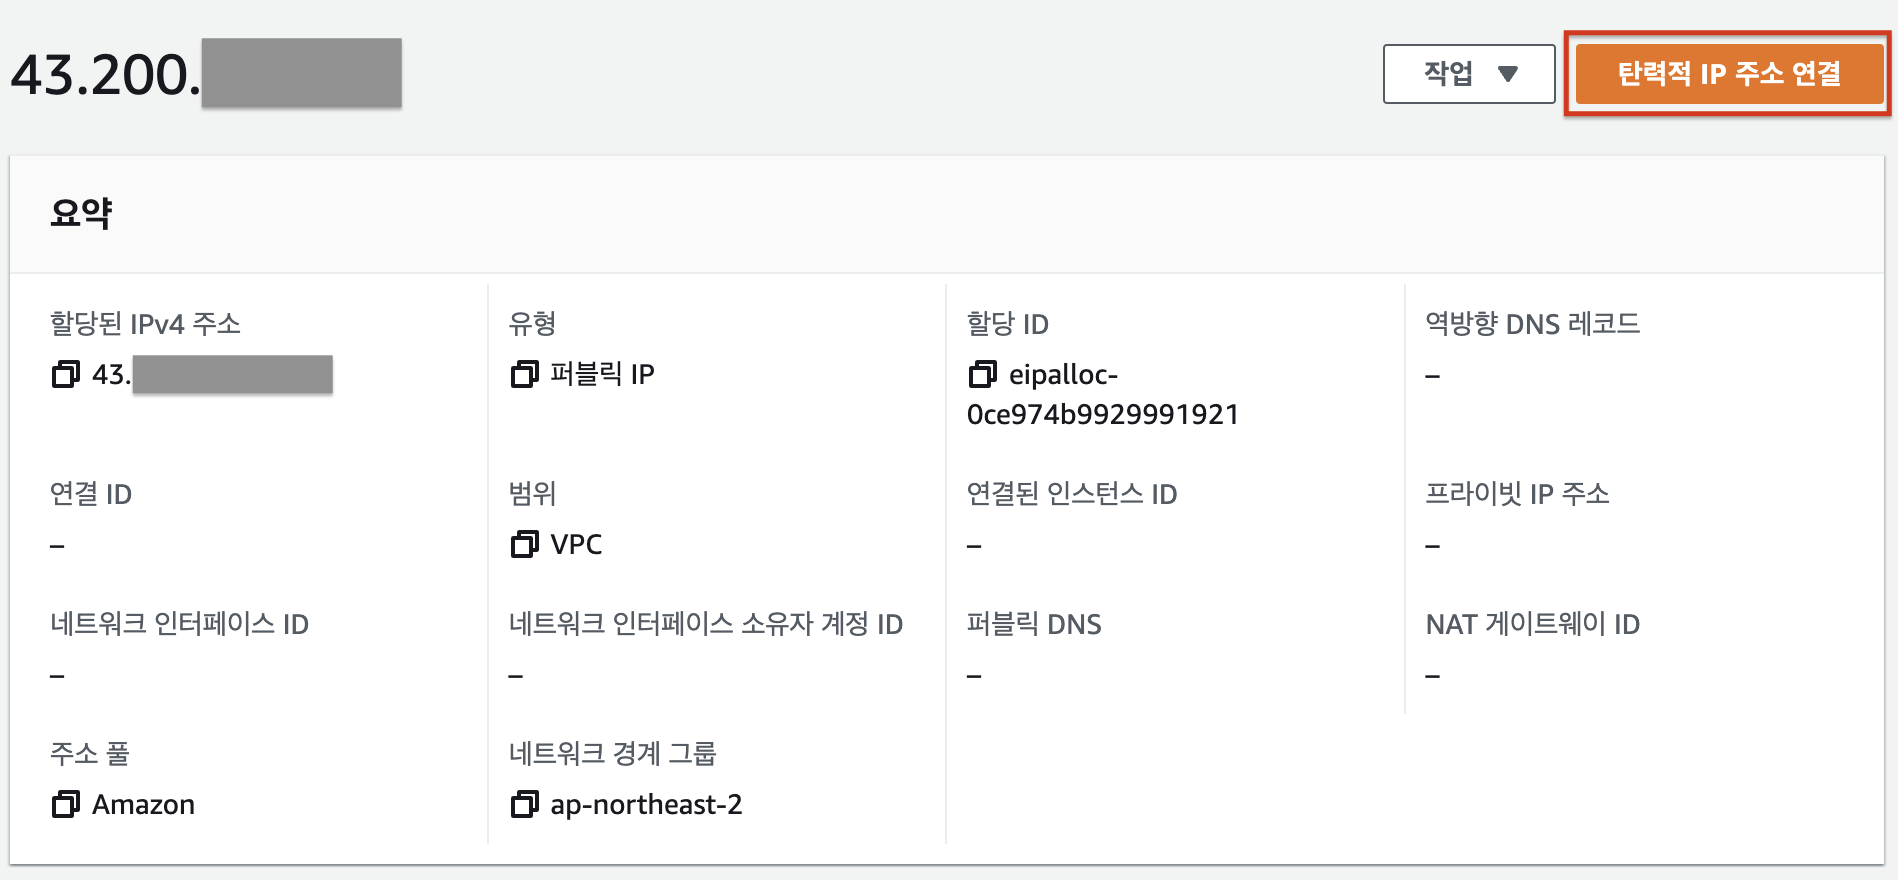 43.200.
작업
탄력적 IP 주소 연결
요약
할당된 IPv4 주소
43.
유형
퍼블릭 IP
할당 ID
eipalloc-
0ce974b9929991921
역방향 DNS 레코드
–
연결 ID
–
범위
VPC
연결된 인스턴스 ID
–
프라이빗 IP 주소
–
네트워크 인터페이스 ID
–
네트워크 인터페이스 소유자 계정 ID
–
퍼블릭 DNS
–
NAT 게이트웨이 ID
–
주소 풀
Amazon
네트워크 경계 그룹
ap-northeast-2